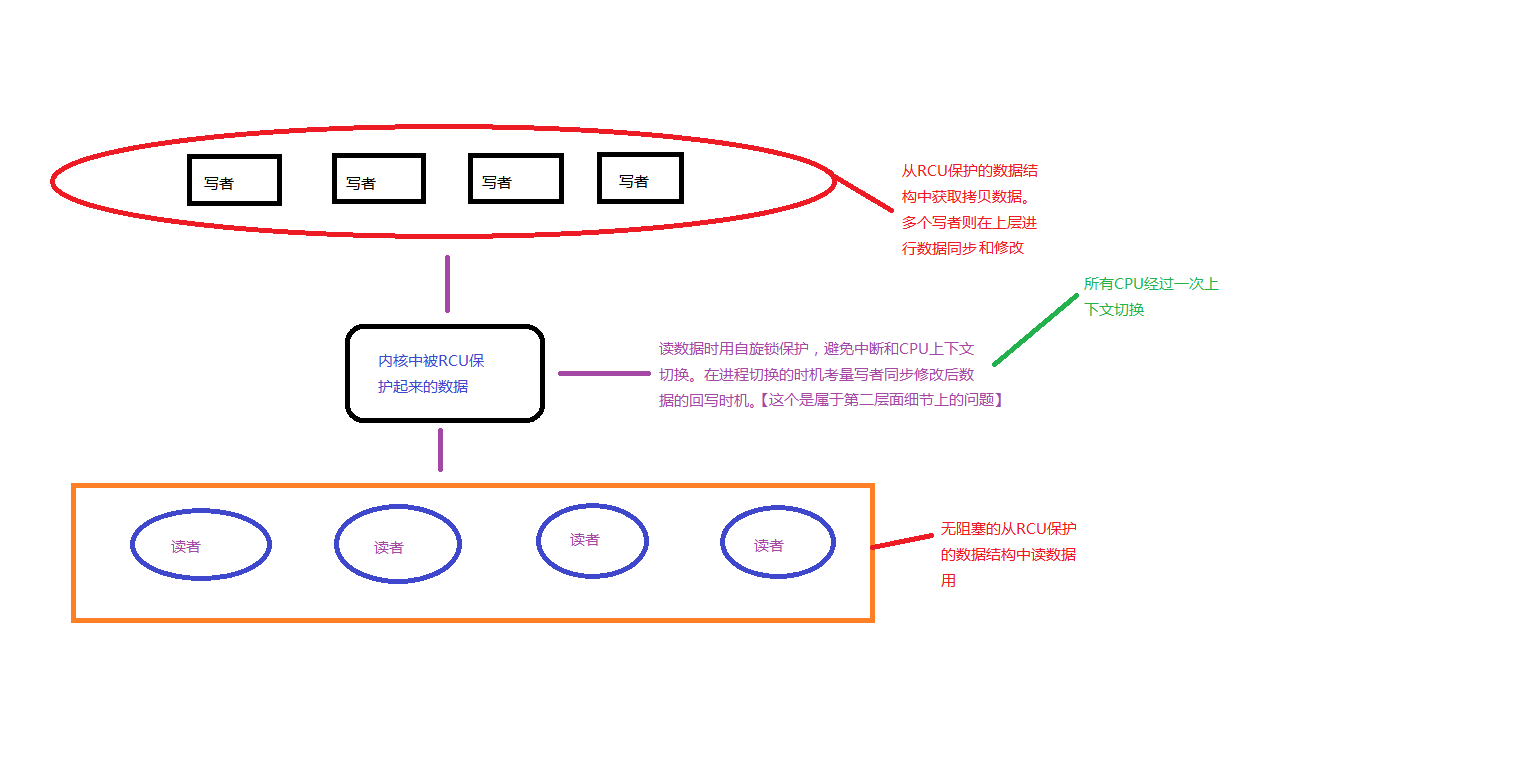 写者
写者
写者
写者
从RCU保护的数据结
构中获取拷贝数据。
多个写者则在上层进
行数据同步和修改
所有CPU经过一次上
下文切换
内核中被RCU保
护起来的数据
读数据时用自旋锁保护，避免中断和CPU上下文
切换。在进程切换的时机考量写者同步修改后数
据的回写时机。【这个是属于第二层面细节上的问题】
读者
读者
读者
读者
无阻塞的从RCU保护
的数据结构中读数据
用